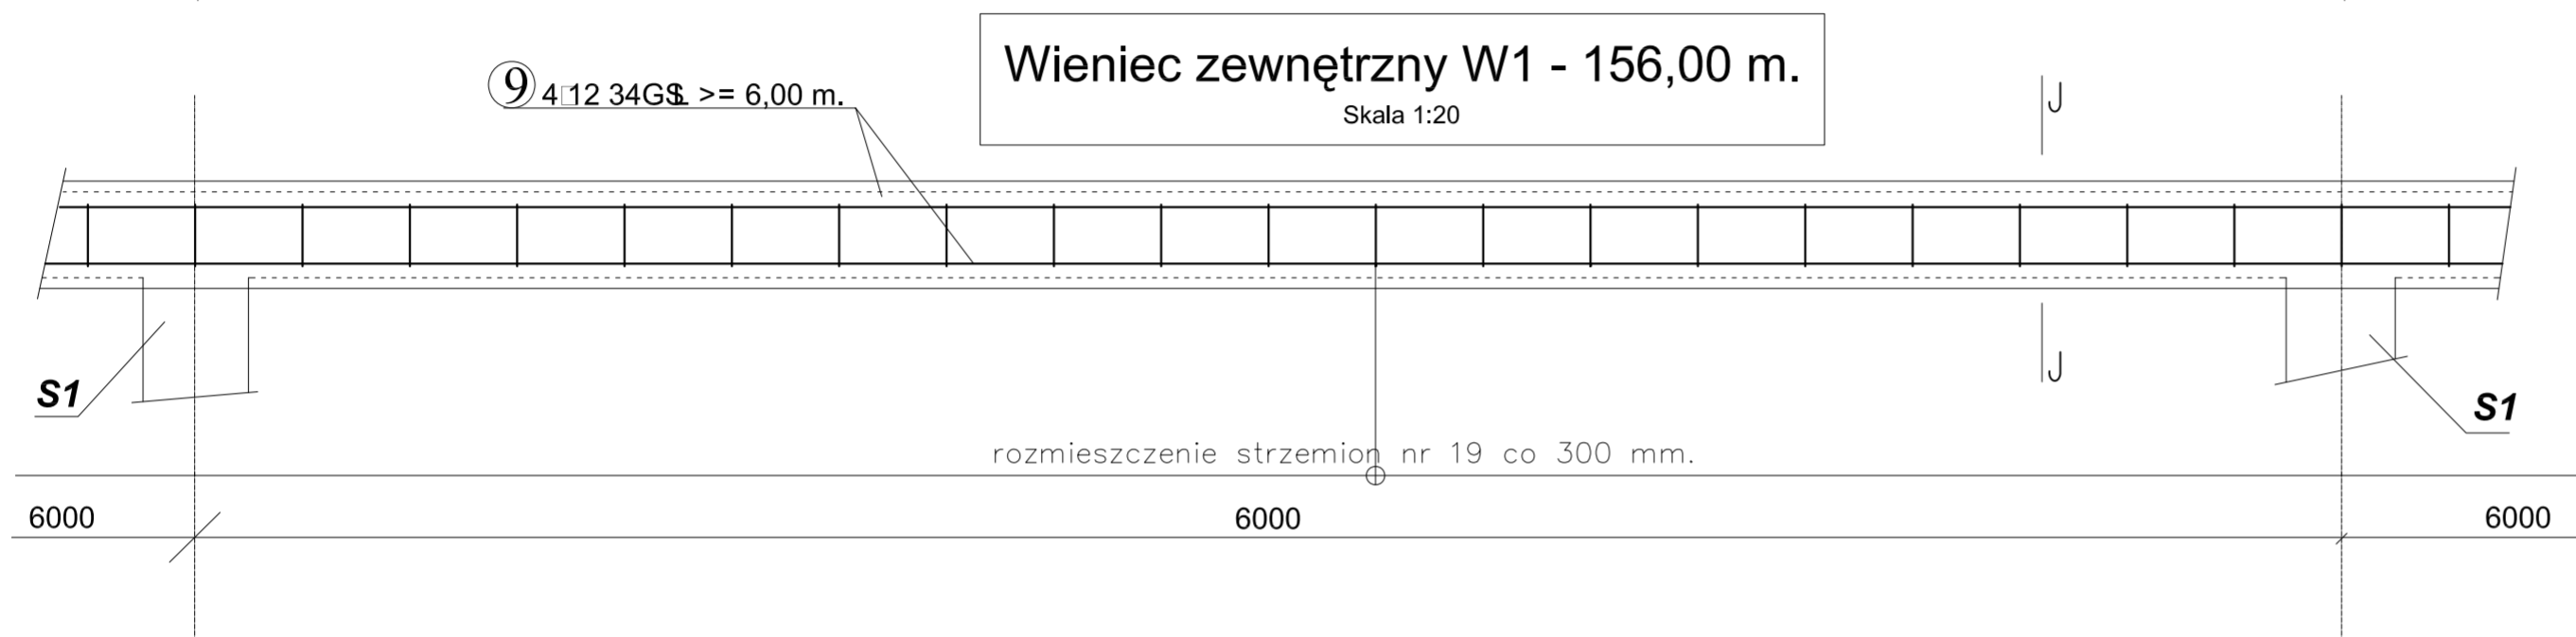 Wieniec zewnętrzny W1 - 156,00 m.
Skala 1:20
9 4□12 34GS L >= 6,00 m.
J
J
S1
S1
rozmieszczenie strzemion nr 19 co 300 mm.
6000
6000
6000